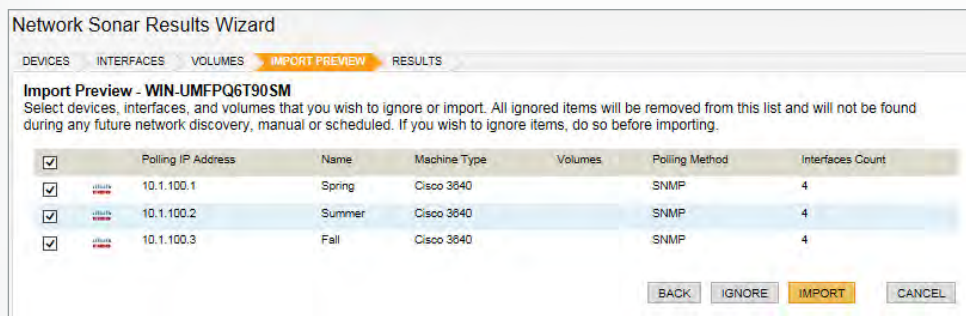 Network Sonar Results Wizard
DEVICES INTERFACES VOLUMES IMPORT PREVIEW RESULTS
Import Preview - WIN-UMFPQ6T90SM
Select devices, interfaces, and volumes that you wish to ignore or import. All ignored items will be removed from this list and will not be found
during any future network discovery, manual or scheduled. If you wish to ignore items, do so before importing.
Polling IP Address Name Machine Type Volumes Polling Method Interfaces Count
10.1.100.1 Spring Cisco 3640 SNMP 4
10.1.100.2 Summer Cisco 3640 SNMP 4
10.1.100.3 Fall Cisco 3640 SNMP 4
BACK IGNORE IMPORT CANCEL